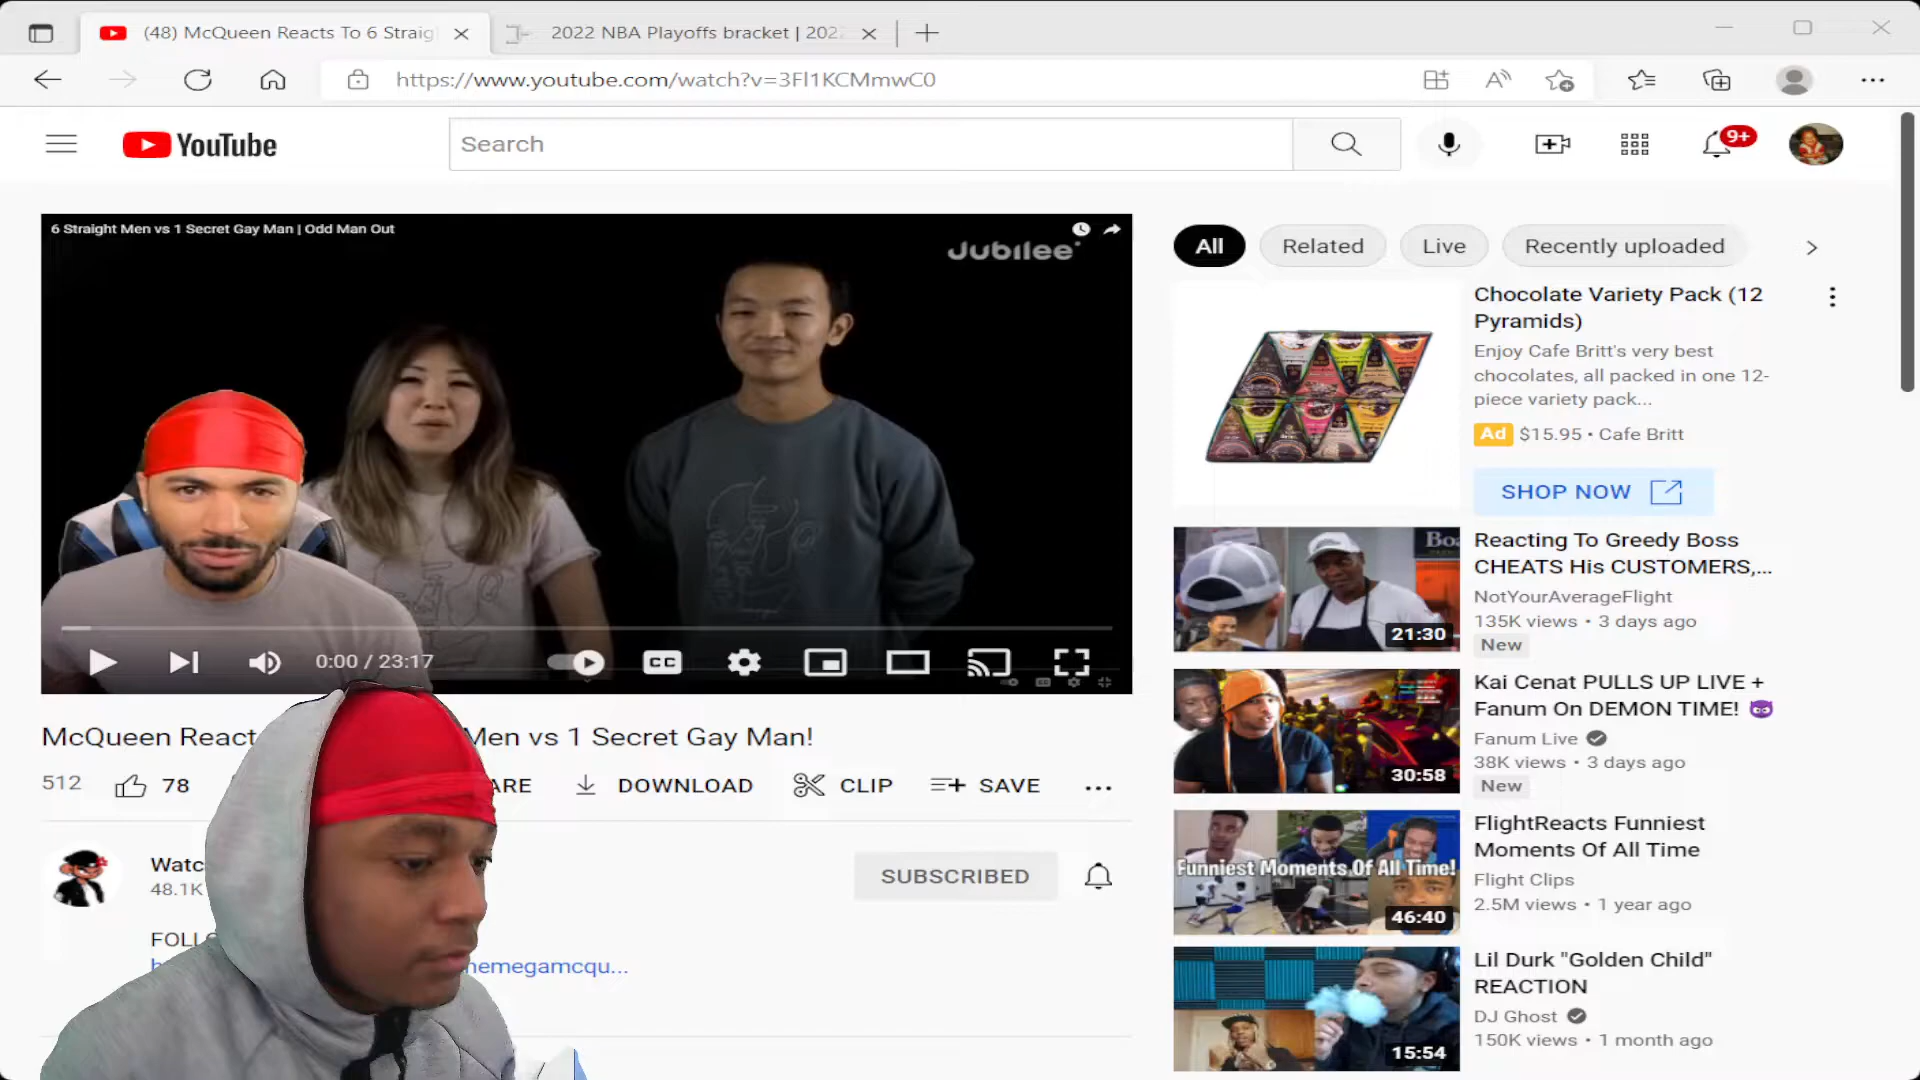 (48) McQueen Reacts To 6 Straig
2022 NBA Playoffs bracket | 202
https://www.youtube.com/watch?v=3Fl1KCMmwC0
YouTube
Search
9+
6 Straight Men vs 1 Secret Gay Man | Odd Man Out
Jubilee
0:00 / 23:17
CC
McQueen React
Men vs 1 Secret Gay Man!
512
78
ARE
DOWNLOAD
CLIP
SAVE
Watc
48.1K
SUBSCRIBED
FOLL
hemegamcqu...
All
Related
Live
Recently uploaded
Chocolate Variety Pack (12
Pyramids)
Enjoy Cafe Britt's very best
chocolates, all packed in one 12-
piece variety pack...
Ad $15.95 • Cafe Britt
SHOP NOW
Boa
21:30
Reacting To Greedy Boss
CHEATS His CUSTOMERS,...
NotYourAverageFlight
135K views • 3 days ago
New
30:58
Kai Cenat PULLS UP LIVE +
Fanum On DEMON TIME! 😈
Fanum Live
38K views • 3 days ago
New
Funniest Moments Of All Time!
46:40
FlightReacts Funniest
Moments Of All Time
Flight Clips
2.5M views • 1 year ago
15:54
Lil Durk "Golden Child"
REACTION
DJ Ghost
150K views • 1 month ago